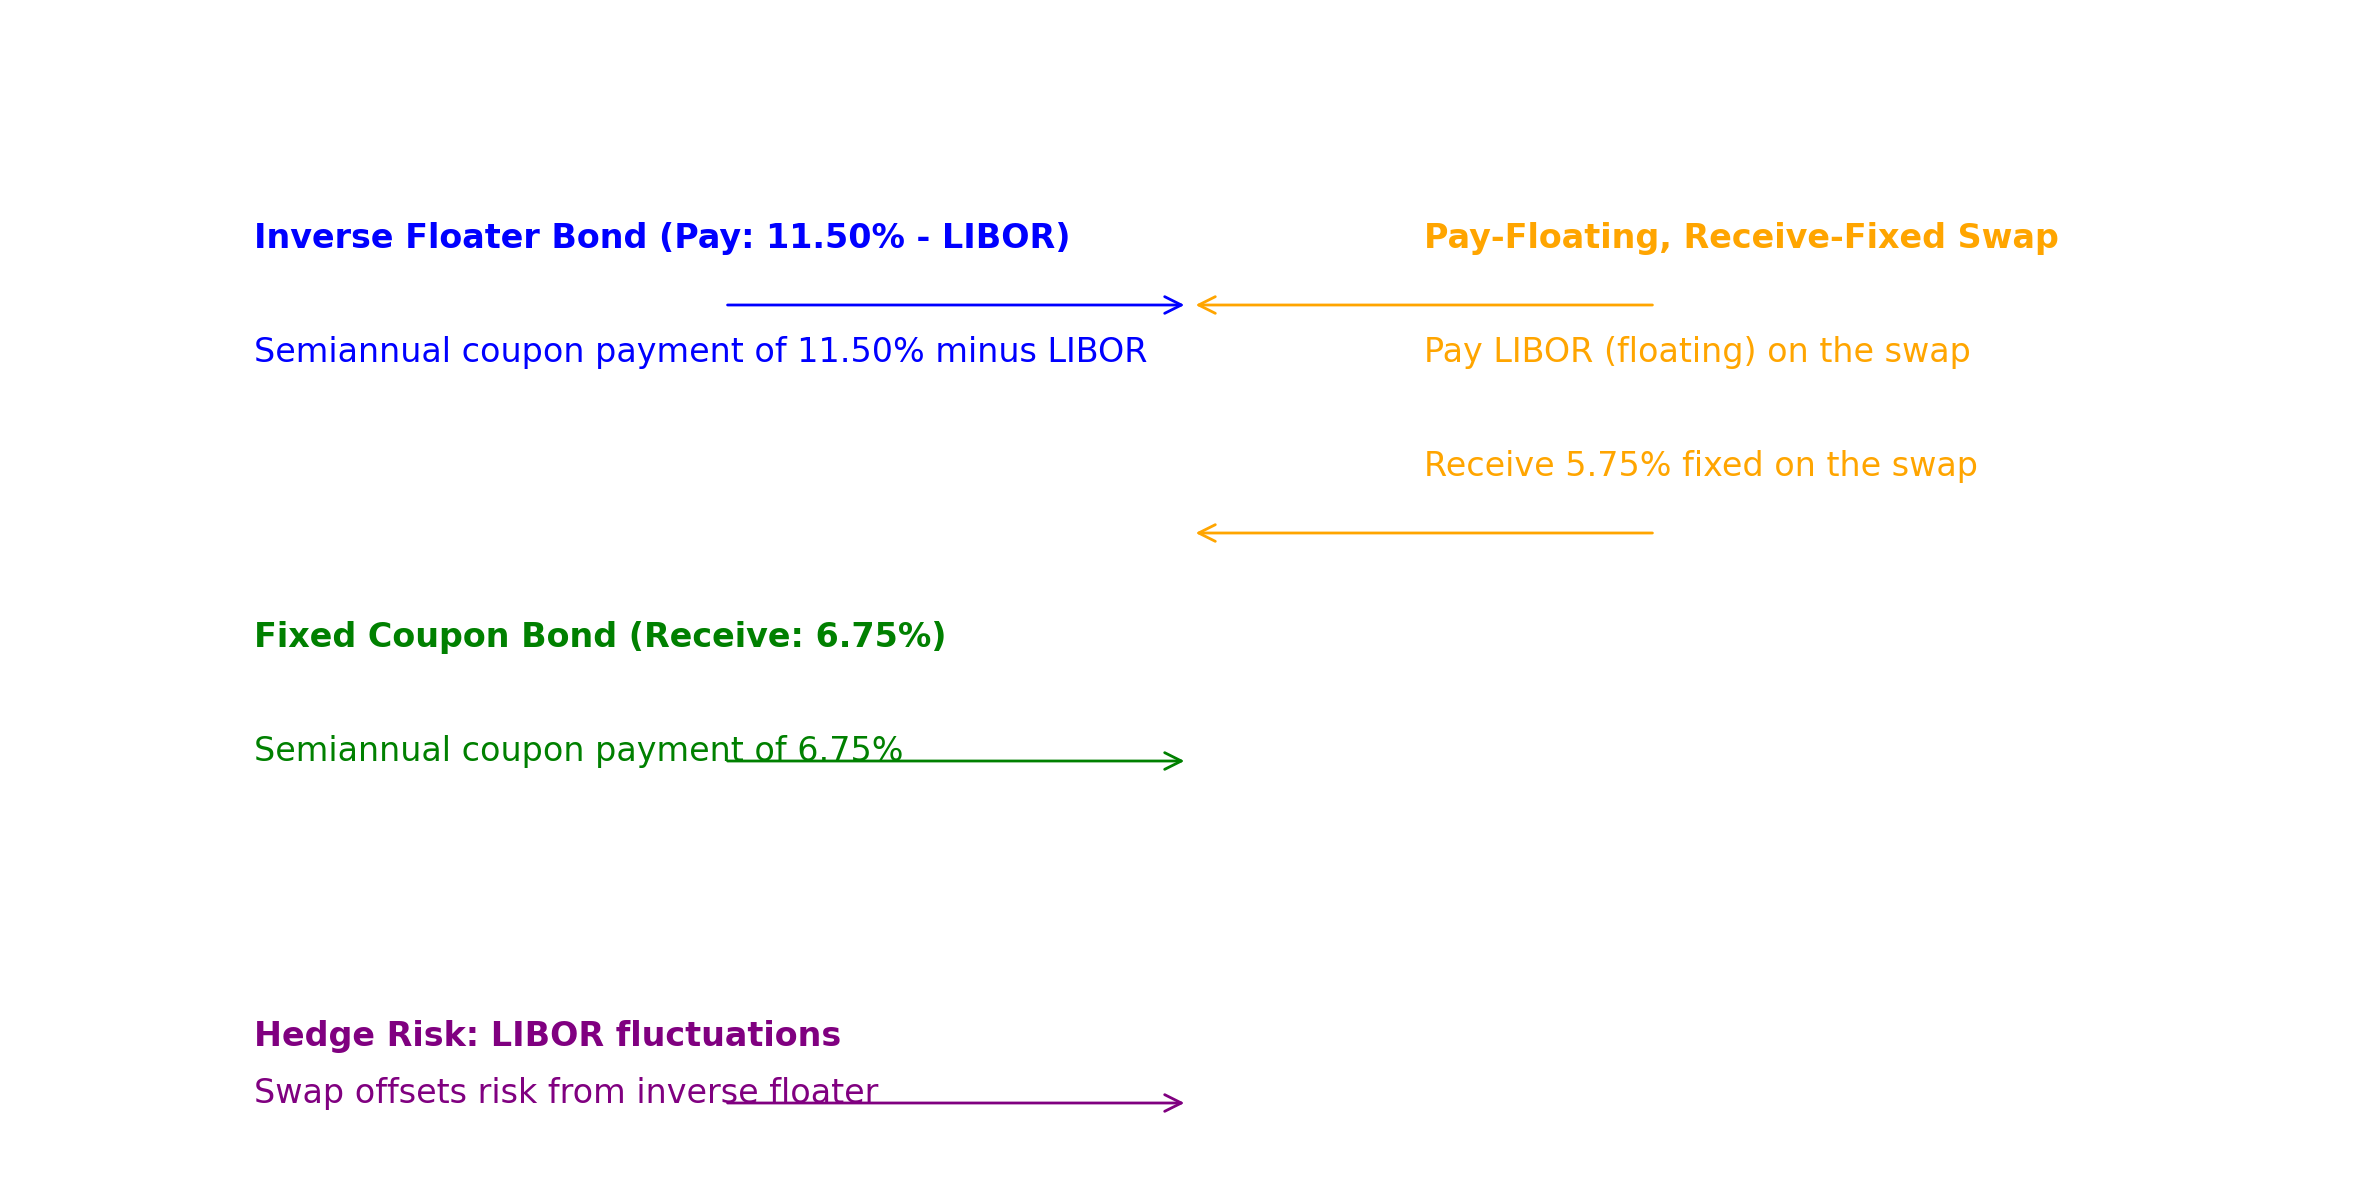 Inverse Floater Bond (Pay: 11.50% - LIBOR)
Pay-Floating, Receive-Fixed Swap
Semiannual coupon payment of 11.50% minus LIBOR
Pay LIBOR (floating) on the swap
Receive 5.75% fixed on the swap
Fixed Coupon Bond (Receive: 6.75%)
Semiannual coupon payment of 6.75%
Hedge Risk: LIBOR fluctuations
Swap offsets risk from inverse floater